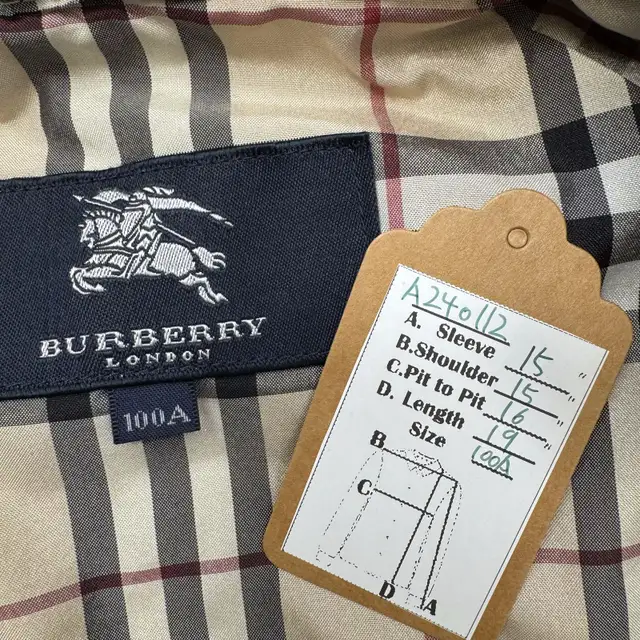 BURBERRY
LONDON
100A
A240112
A. Sleeve 15"
B.Shoulder 15
C.Pit to Pit 16"
D. Length 19
Size 100A
B
C
D
A